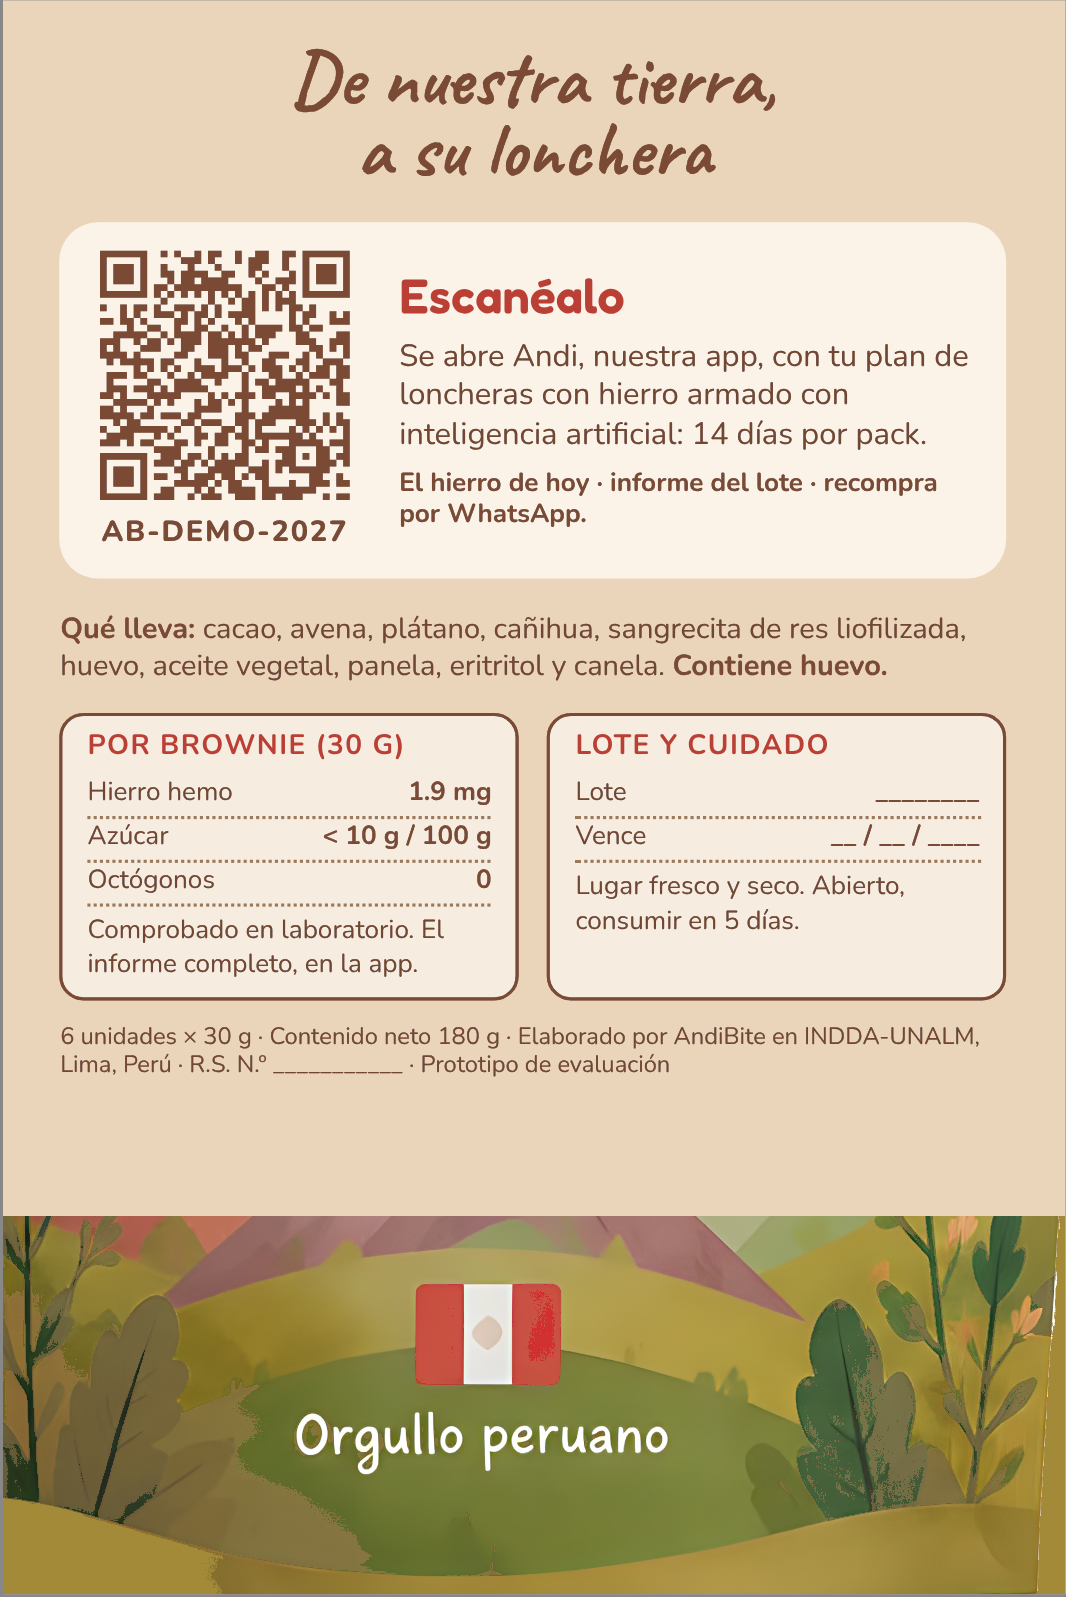 De nuestra tierra,
a su lonchera
Escanéalo
Se abre Andi, nuestra app, con tu plan de
loncheras con hierro armado con
inteligencia artificial: 14 días por pack.
El hierro de hoy · informe del lote · recompra
por WhatsApp.
AB-DEMO-2027
Qué lleva: cacao, avena, plátano, cañihua, sangrecita de res liofilizada,
huevo, aceite vegetal, panela, eritritol y canela. Contiene huevo.
POR BROWNIE (30 G)
Hierro hemo 1.9 mg
Azúcar < 10 g / 100 g
Octógonos 0
Comprobado en laboratorio. El
informe completo, en la app.
LOTE Y CUIDADO
Lote ________
Vence __ / __ / ____
Lugar fresco y seco. Abierto,
consumir en 5 días.
6 unidades × 30 g · Contenido neto 180 g · Elaborado por AndiBite en INDDA-UNALM,
Lima, Perú · R.S. N.º ___________ · Prototipo de evaluación
Orgullo peruano